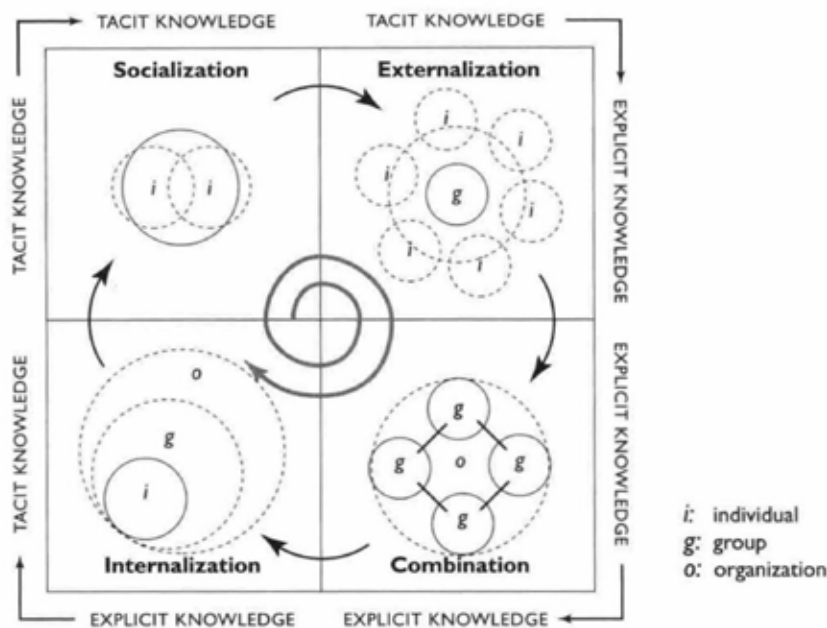 TACIT KNOWLEDGE
TACIT KNOWLEDGE
Socialization
Externalization
TACIT KNOWLEDGE
EXPLICIT KNOWLEDGE
i
i
i
i
i
i
i
i
g
TACIT KNOWLEDGE
EXPLICIT KNOWLEDGE
o
g
i
g
g
o
g
g
Internalization
Combination
EXPLICIT KNOWLEDGE
EXPLICIT KNOWLEDGE
i: individual
g: group
o: organization